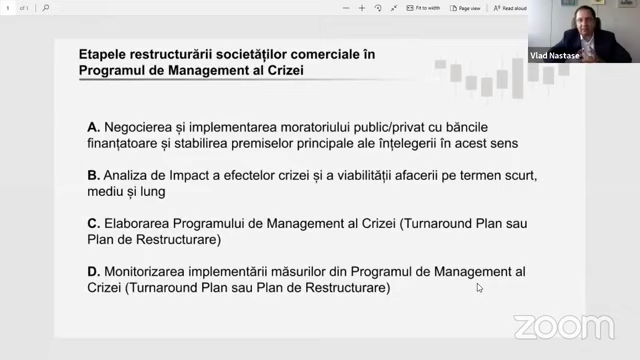 1 of 1
Fit to width
Page view
Read aloud
Vlad Nastase
Etapele restructurării societăților comerciale în
Programul de Management al Crizei
A. Negocierea și implementarea moratoriului public/privat cu băncile
finanțatoare și stabilirea premiselor principale ale înțelegerii în acest sens
B. Analiza de Impact a efectelor crizei și a viabilității afacerii pe termen scurt,
mediu și lung
C. Elaborarea Programului de Management al Crizei (Turnaround Plan sau
Plan de Restructurare)
D. Monitorizarea implementării măsurilor din Programul de Management al
Crizei (Turnaround Plan sau Plan de Restructurare)
zoom